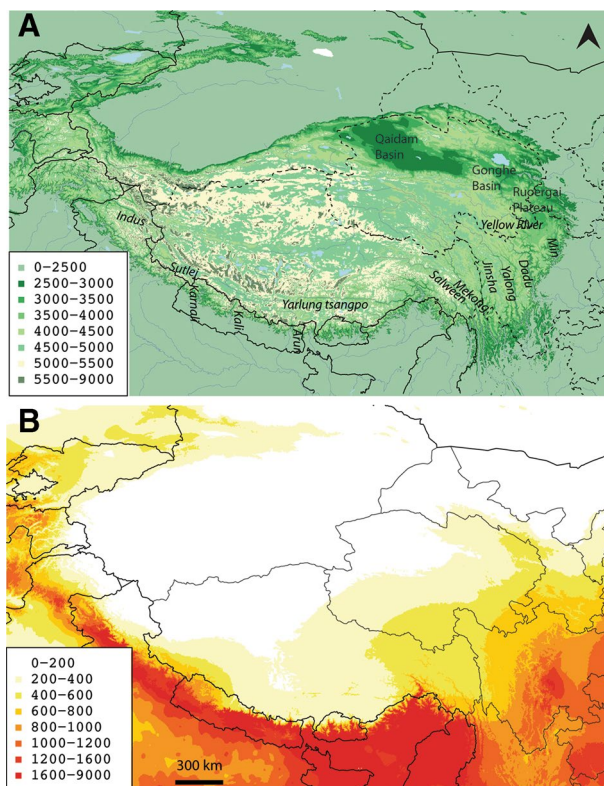 A
Qaidam
Basin
Gonghe
Basin
Ruoergai
Plateau
Yellow River
Indus
Min
Dadu
Yalong
Jinsha
Mekong
Salween
Sutlej
Yarlung tsangpo
Karnali
Kali
Arun
0–2500
2500–3000
3000–3500
3500–4000
4000–4500
4500–5000
5000–5500
5500–9000
B
0–200
200–400
400–600
600–800
800–1000
1000–1200
1200–1600
1600–9000
300 km